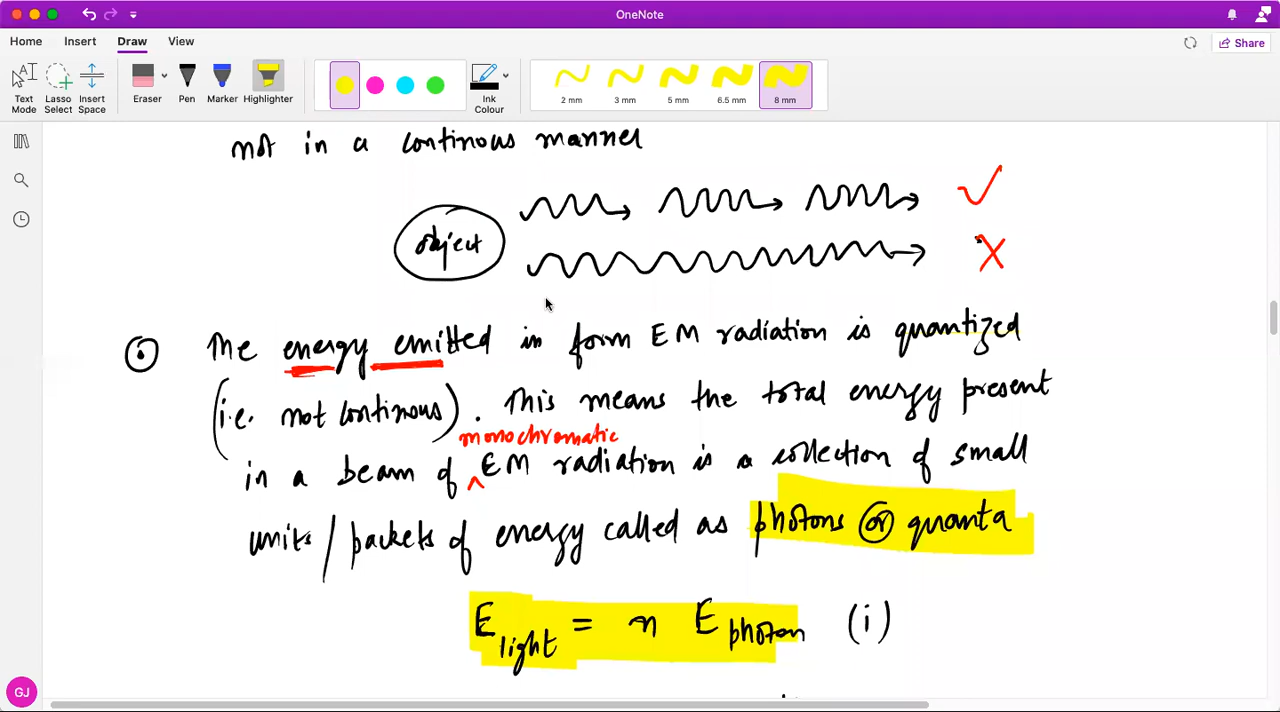 OneNote
Home Insert Draw View
Share
Text Mode
Lasso Select
Insert Space
Eraser
Pen
Marker
Highlighter
Ink Colour
2 mm 3 mm 5 mm 6.5 mm 8 mm
not in a continous manner
object
The energy emitted in form EM radiation is quantized
(i.e. not continous). This means the total energy present
monochromatic
in a beam of ^ EM radiation is a collection of small
units/packets of energy called as photons or quanta
E light = n E photon (i)
GJ